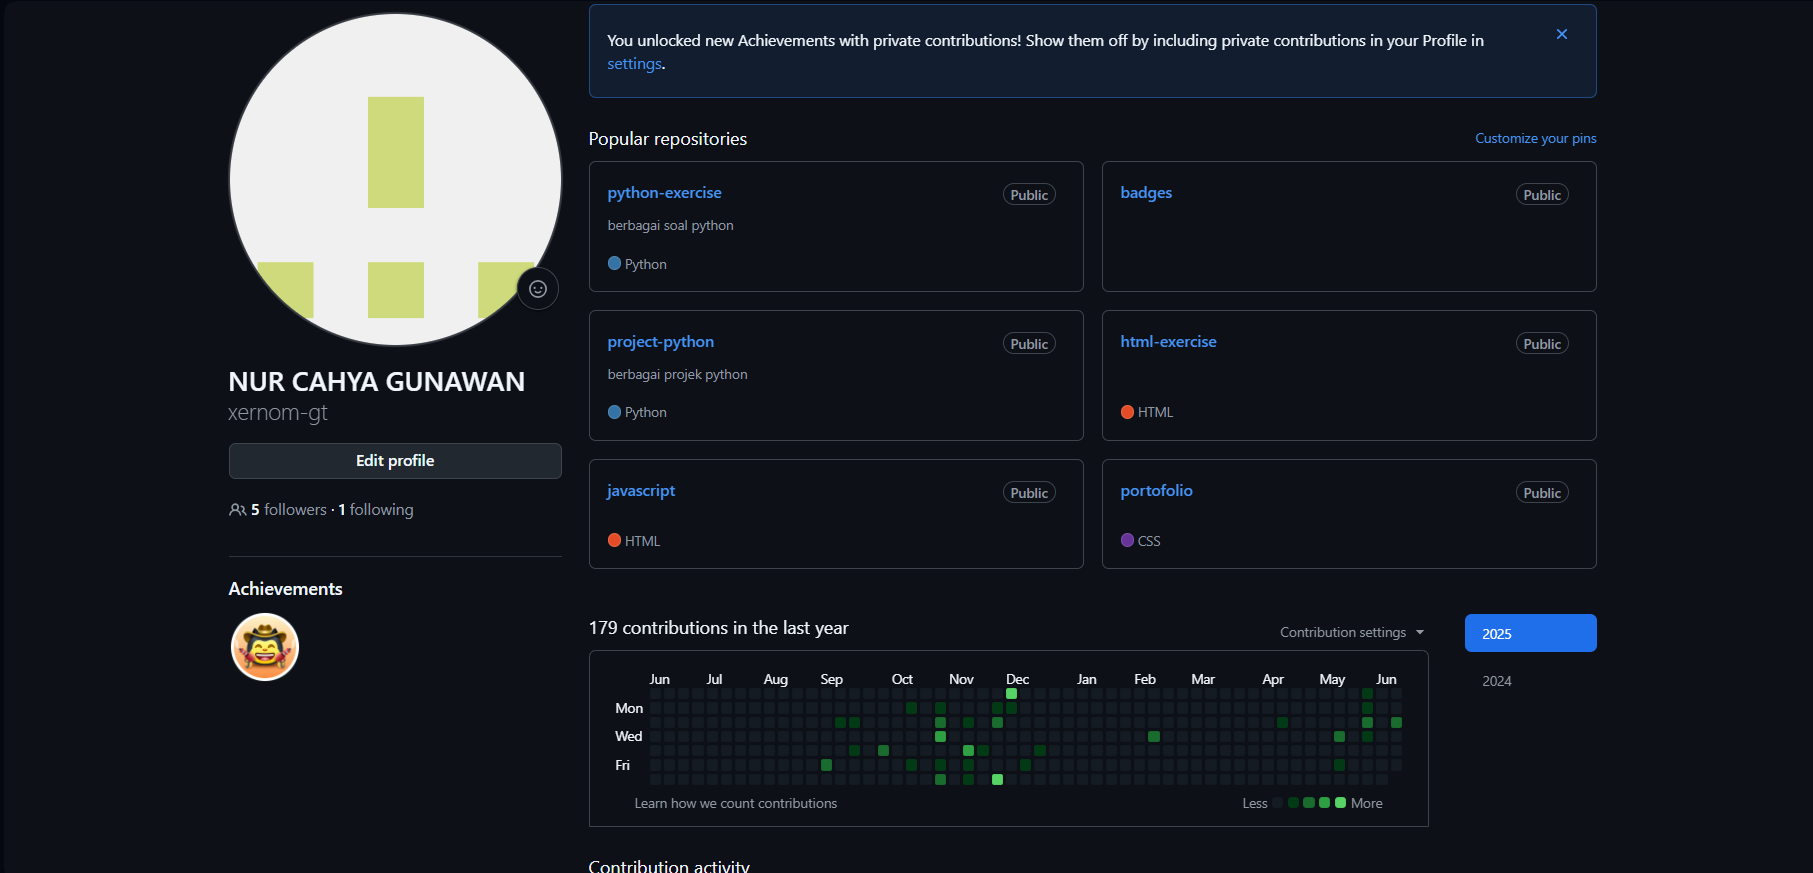 You unlocked new Achievements with private contributions! Show them off by including private contributions in your Profile in
settings.
Popular repositories
Customize your pins
python-exercise
Public
berbagai soal python
Python
badges
Public
project-python
Public
berbagai projek python
Python
html-exercise
Public
HTML
javascript
Public
HTML
portofolio
Public
CSS
NUR CAHYA GUNAWAN
xernom-gt
Edit profile
5 followers · 1 following
Achievements
179 contributions in the last year
Contribution settings
2025
2024
Jun Jul Aug Sep Oct Nov Dec Jan Feb Mar Apr May Jun
Mon
Wed
Fri
Learn how we count contributions
Less More
Contribution activity